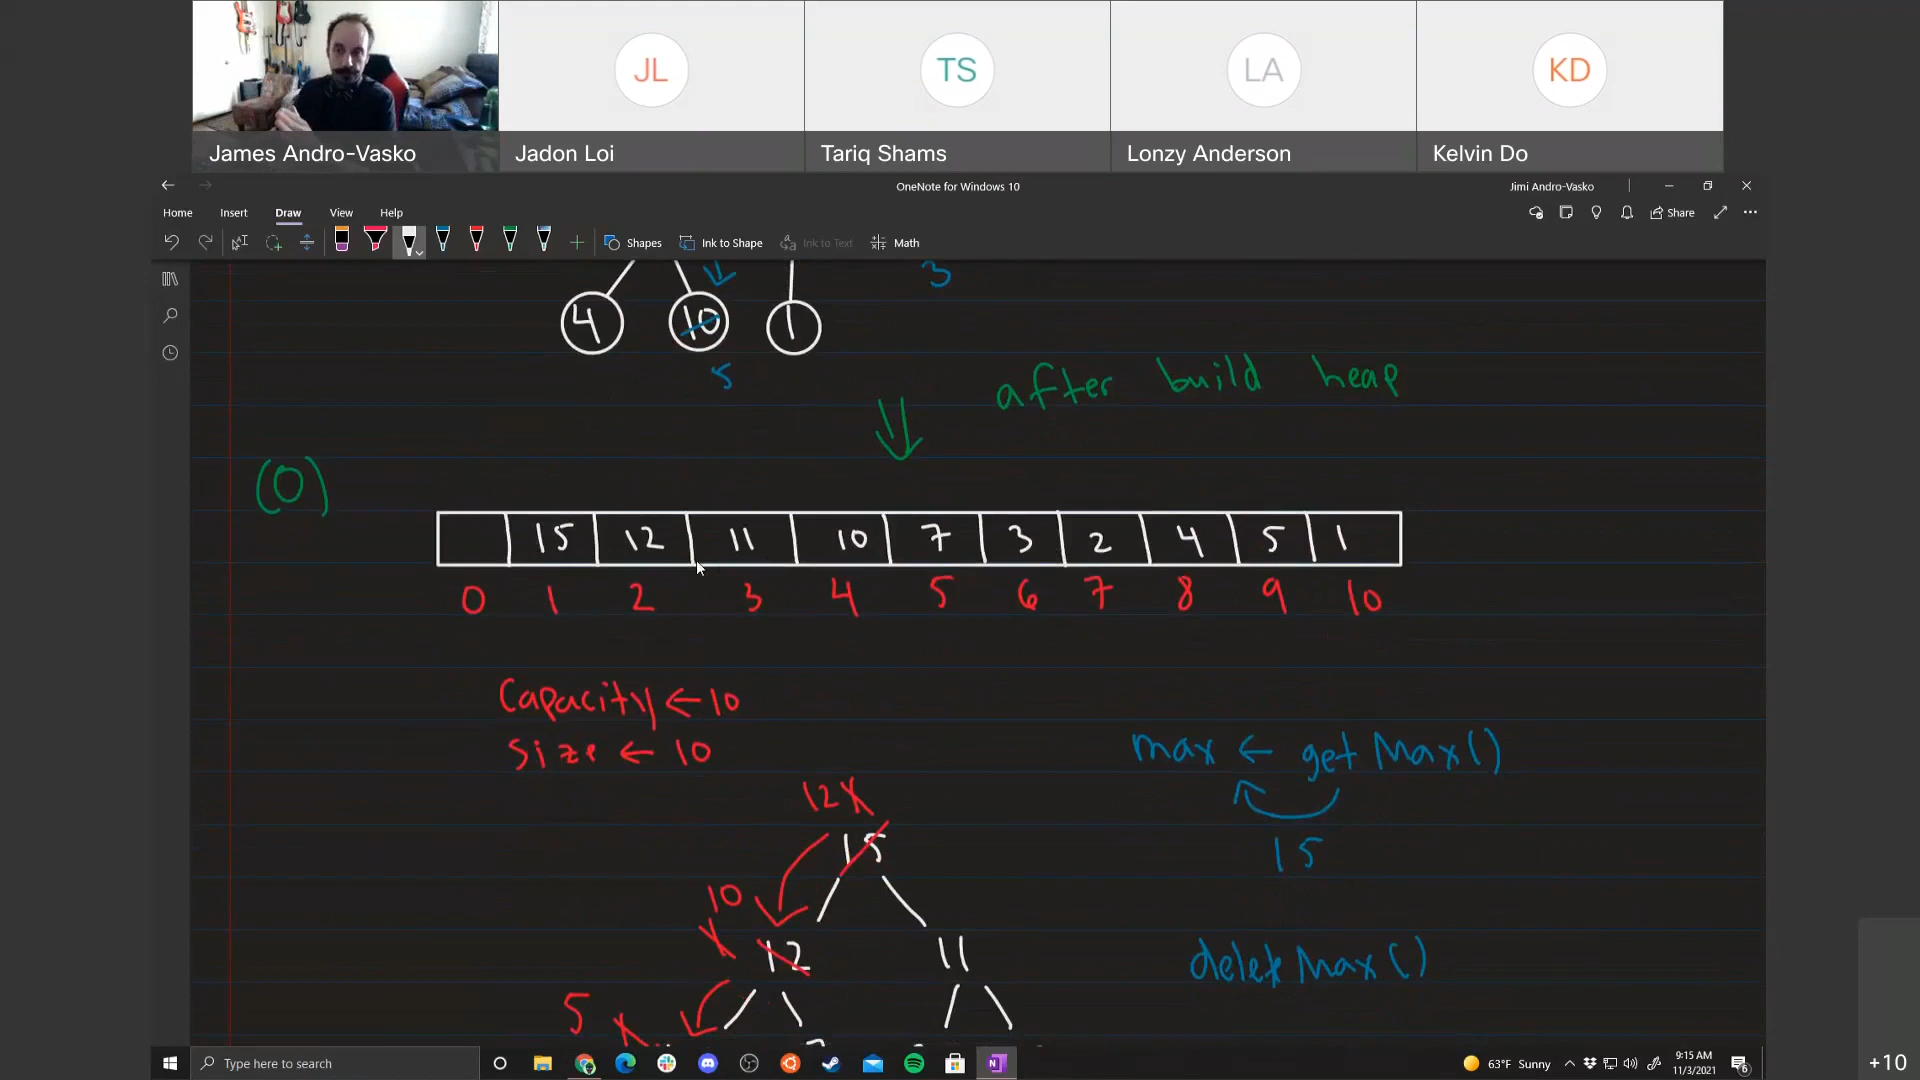 JL
TS
LA
KD
James Andro-Vasko
Jadon Loi
Tariq Shams
Lonzy Anderson
Kelvin Do
OneNote for Windows 10
Jimi Andro-Vasko
Home Insert Draw View Help
Share
Shapes Ink to Shape Ink to Text Math
3
4 10 1
5
after build heap
(0)
15 12 11 10 7 3 2 4 5 1
0 1 2 3 4 5 6 7 8 9 10
Capacity ← 10
Size ← 10
max ← getMax()
12 X
15
15
10
X 12 11
deleteMax()
5 X
Type here to search
63°F Sunny
9:15 AM
11/3/2021
6
+10